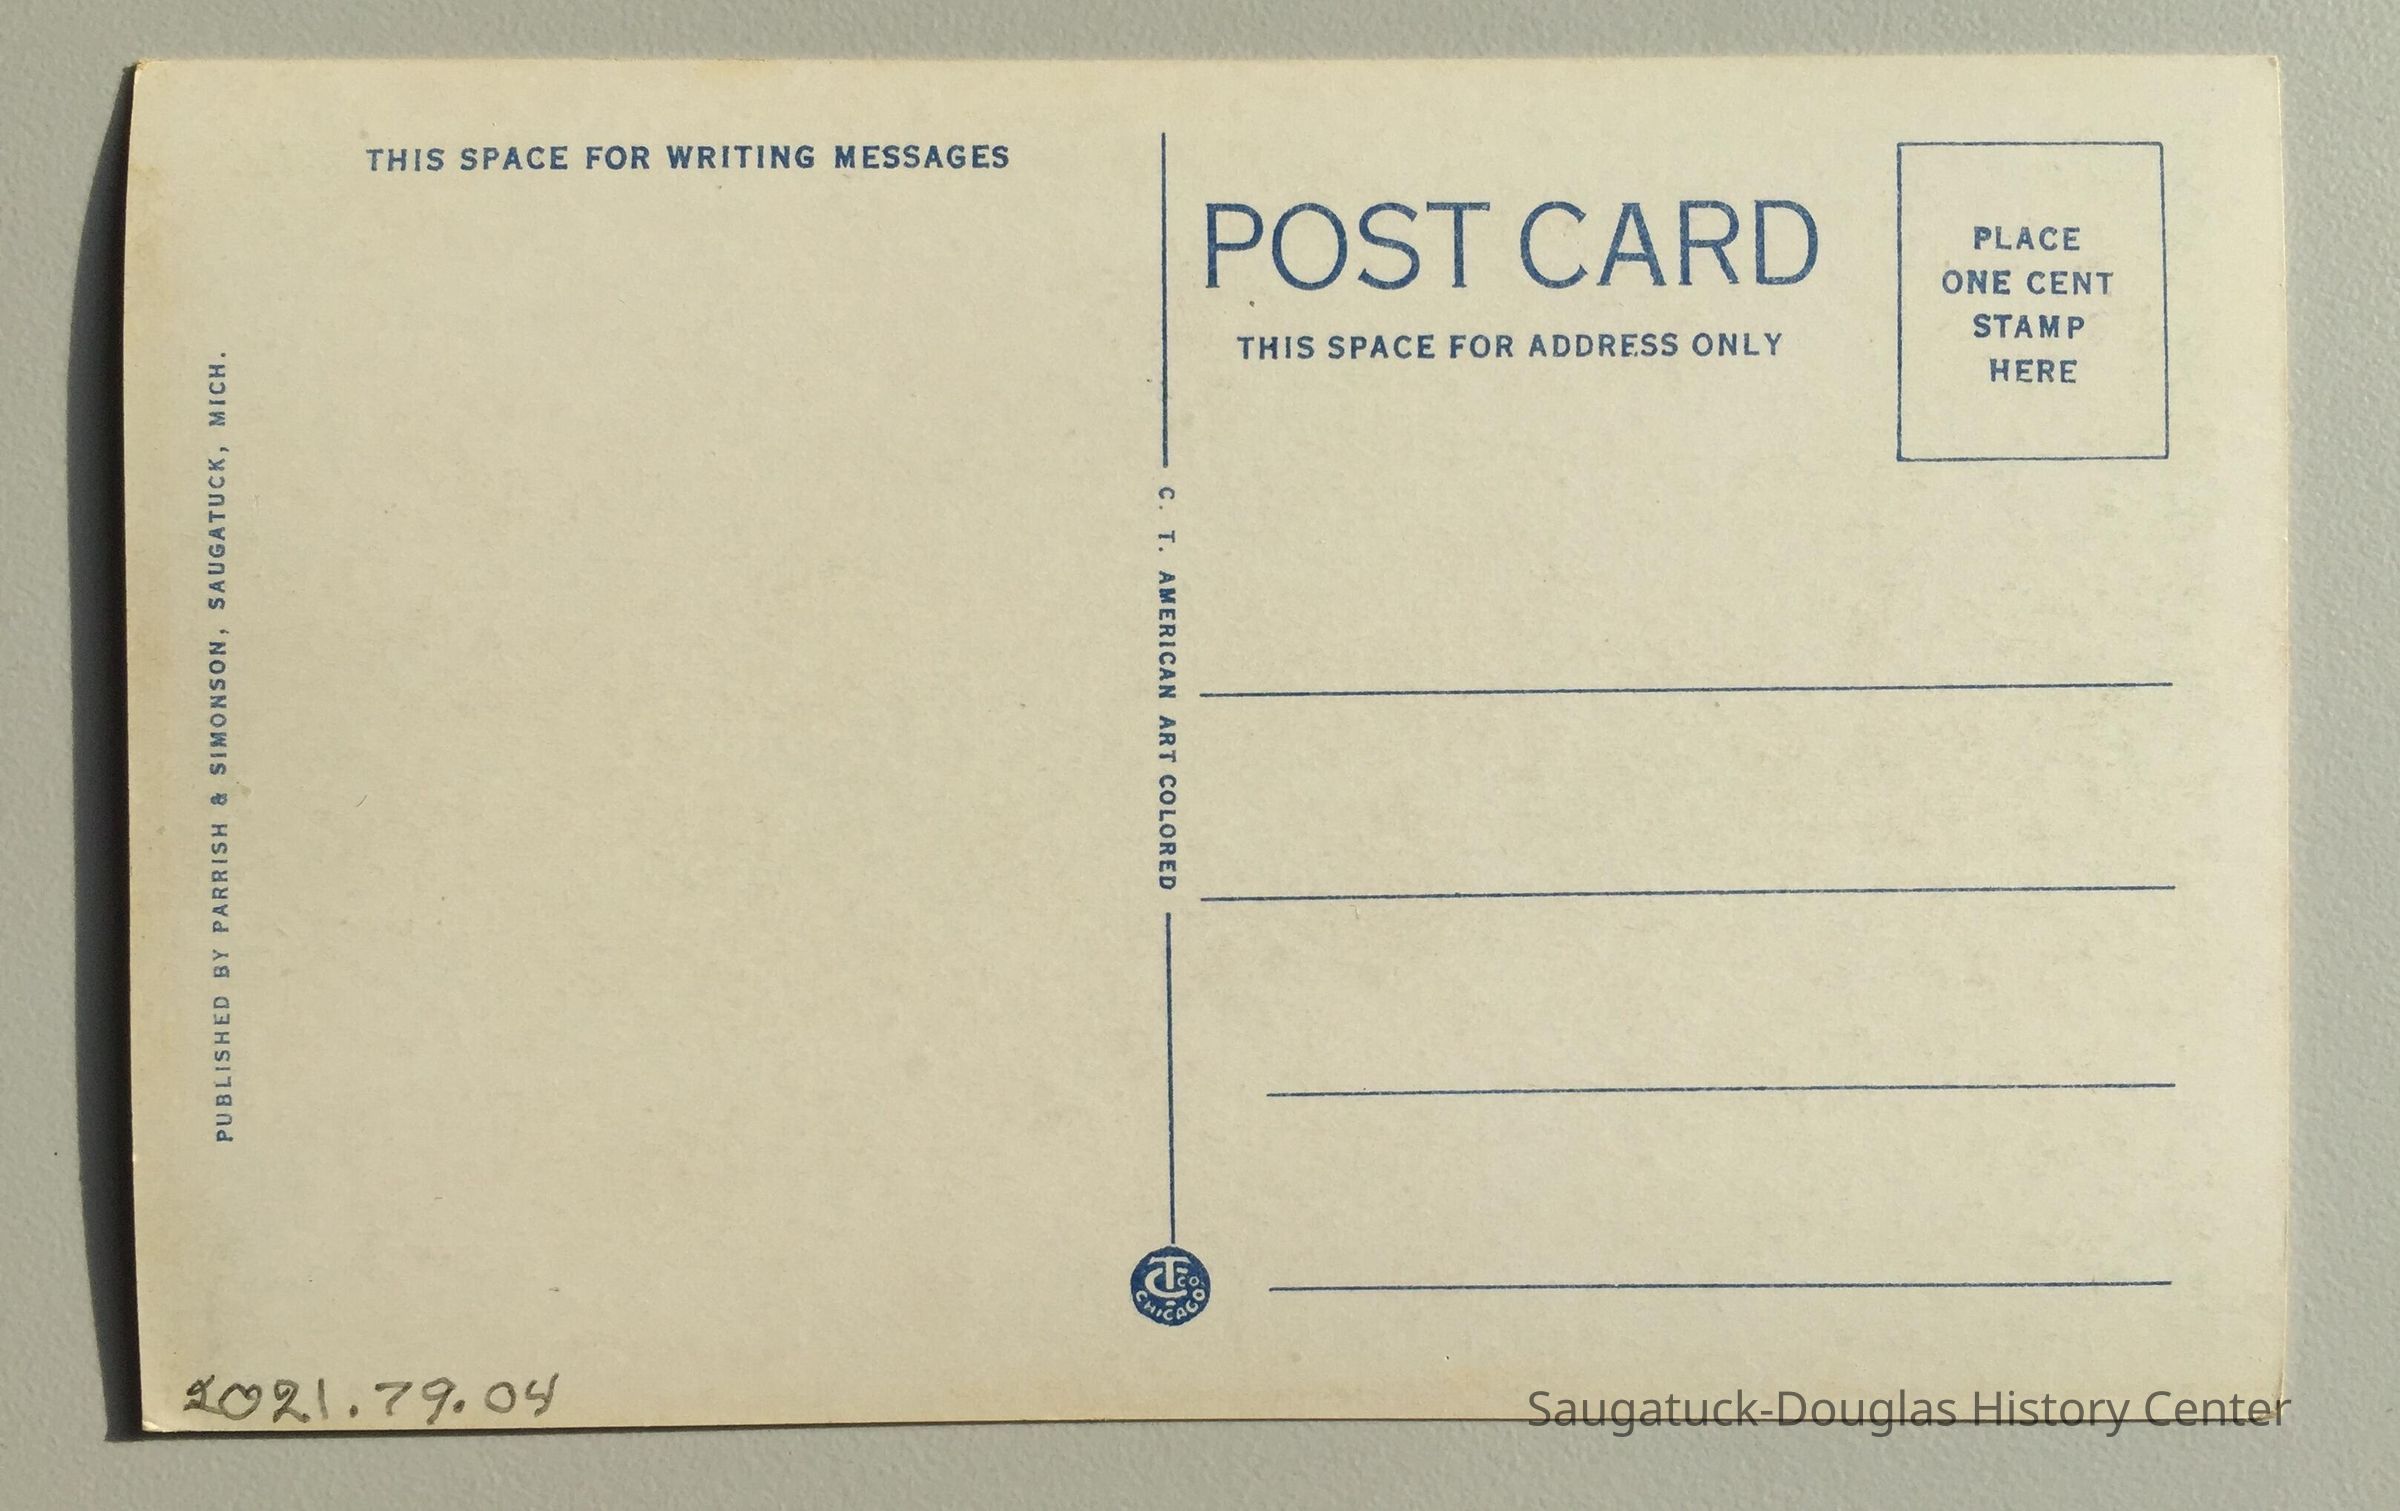 THIS SPACE FOR WRITING MESSAGES
PUBLISHED BY PARRISH & SIMONSON, SAUGATUCK, MICH.
C. T. AMERICAN ART COLORED
CT CO.
CHICAGO
POST CARD
THIS SPACE FOR ADDRESS ONLY
PLACE
ONE CENT
STAMP
HERE
2021.79.04
Saugatuck-Douglas History Center